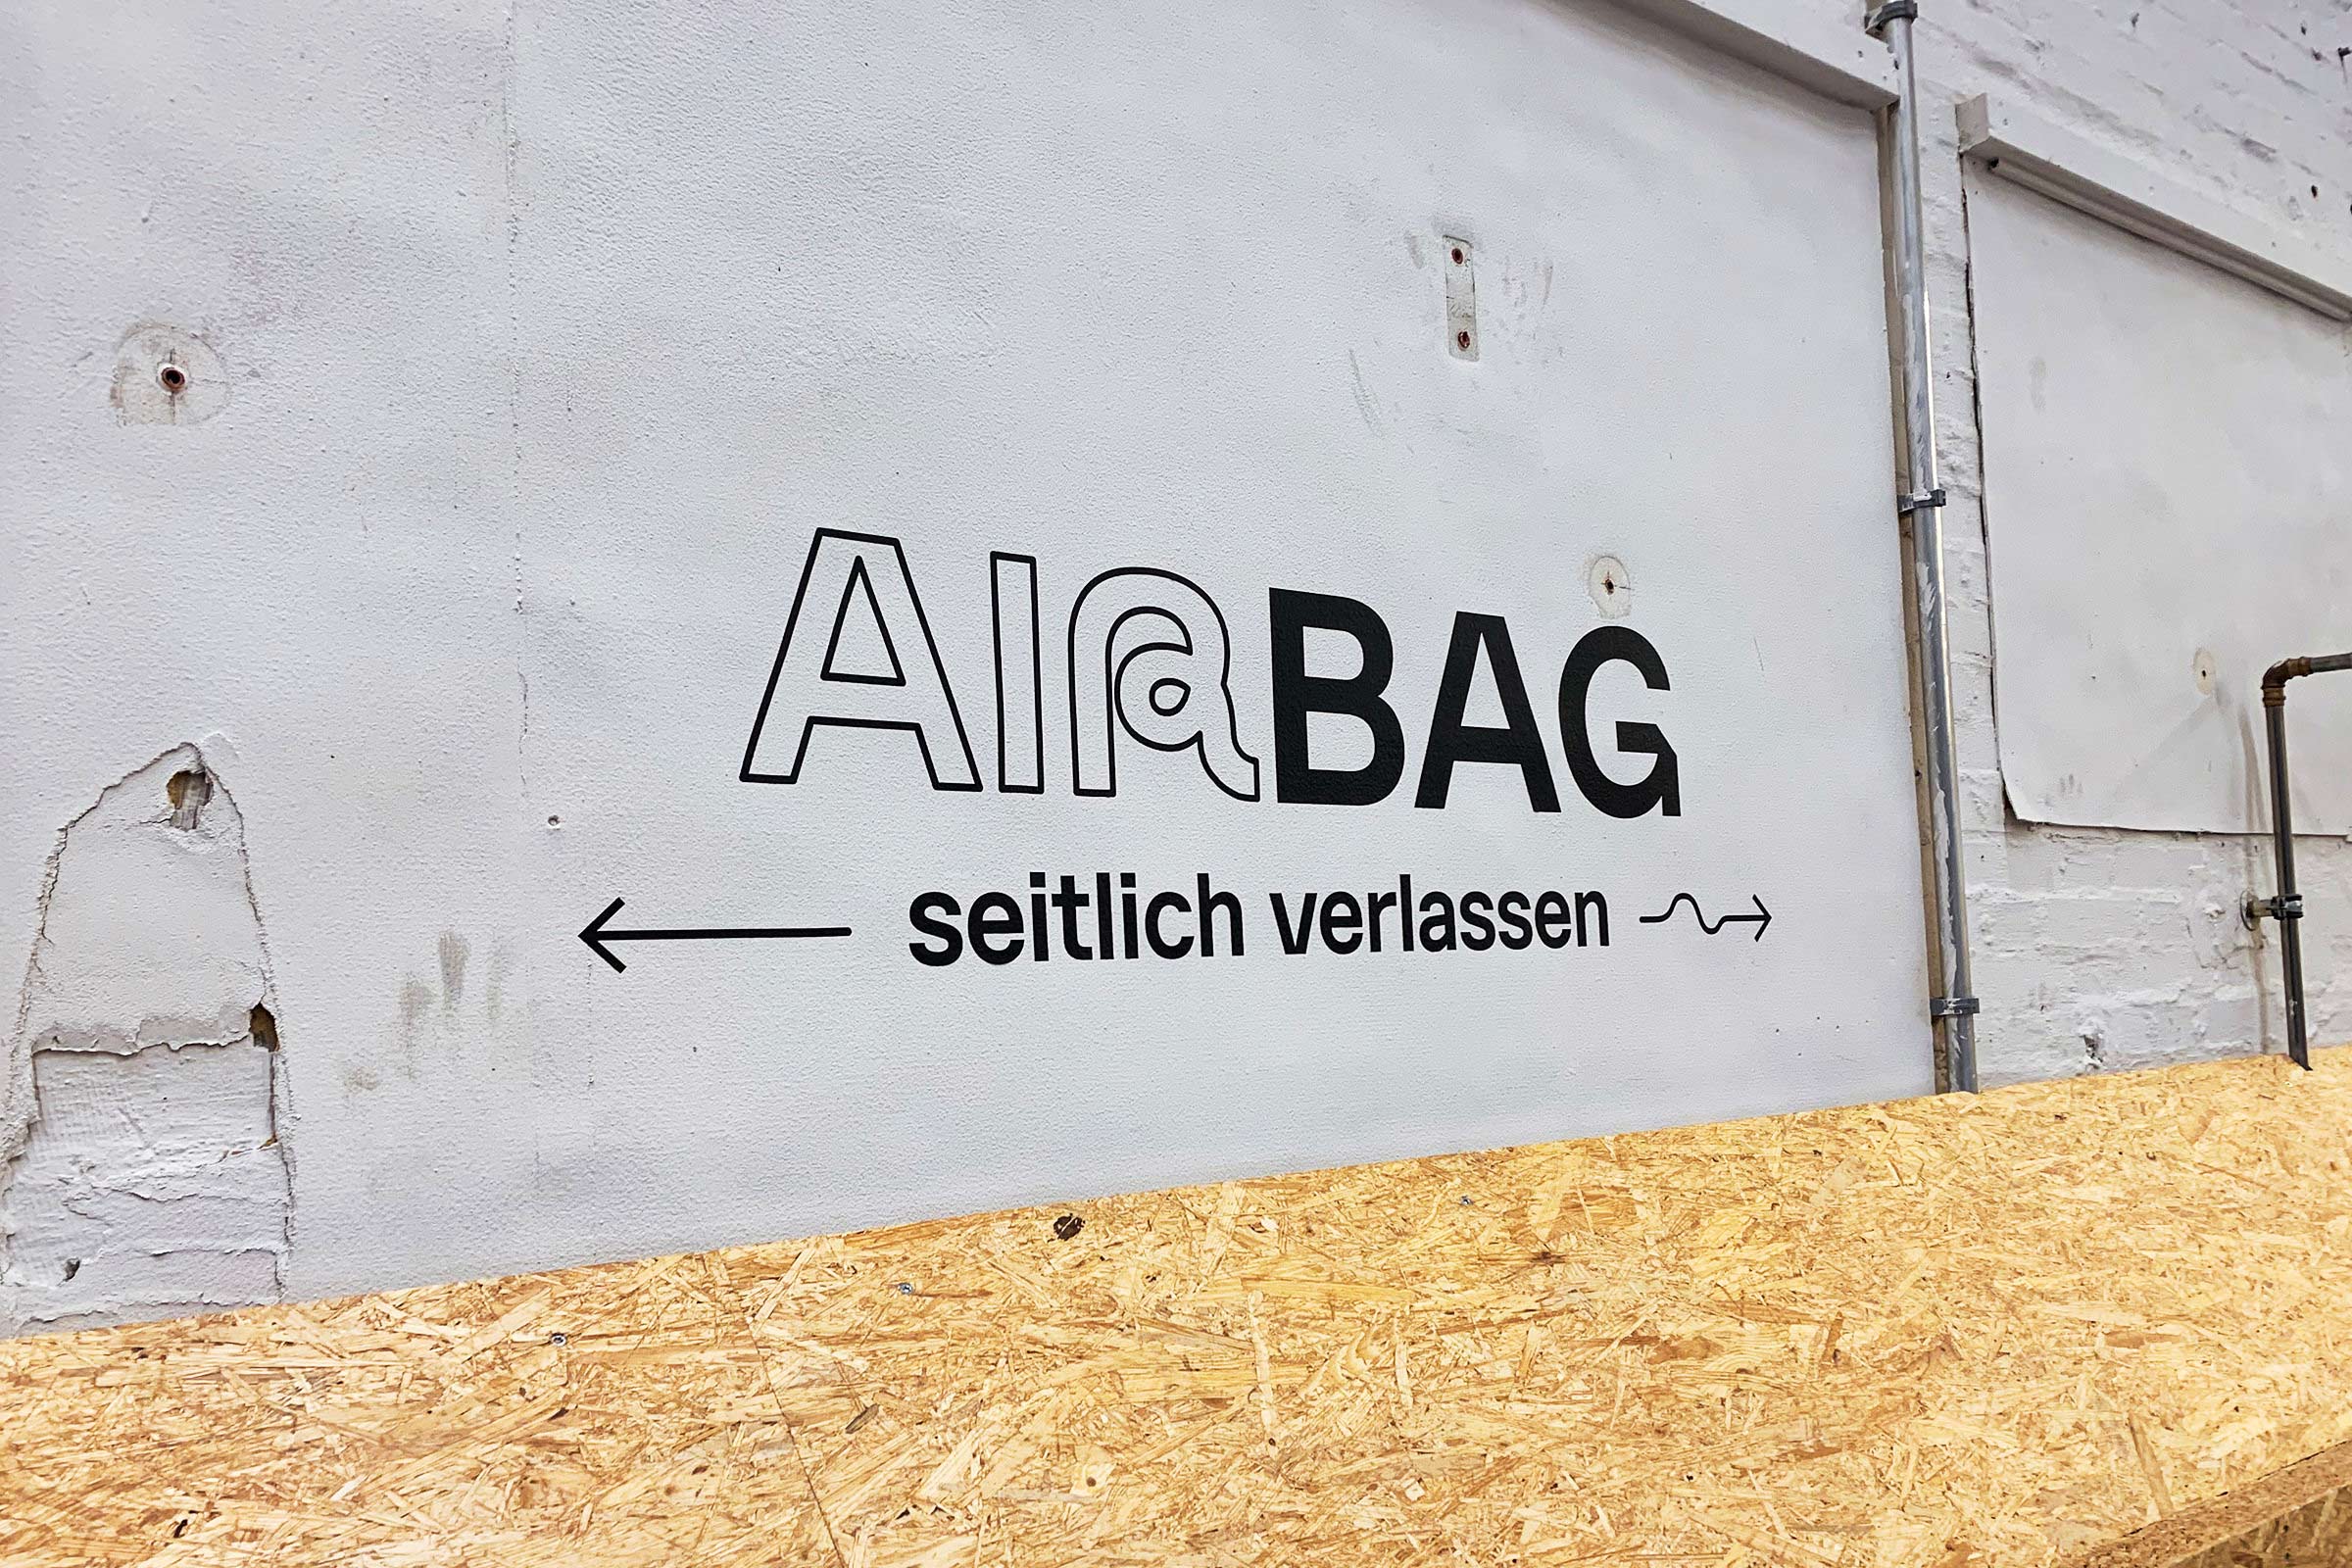 AIRBAG
← seitlich verlassen